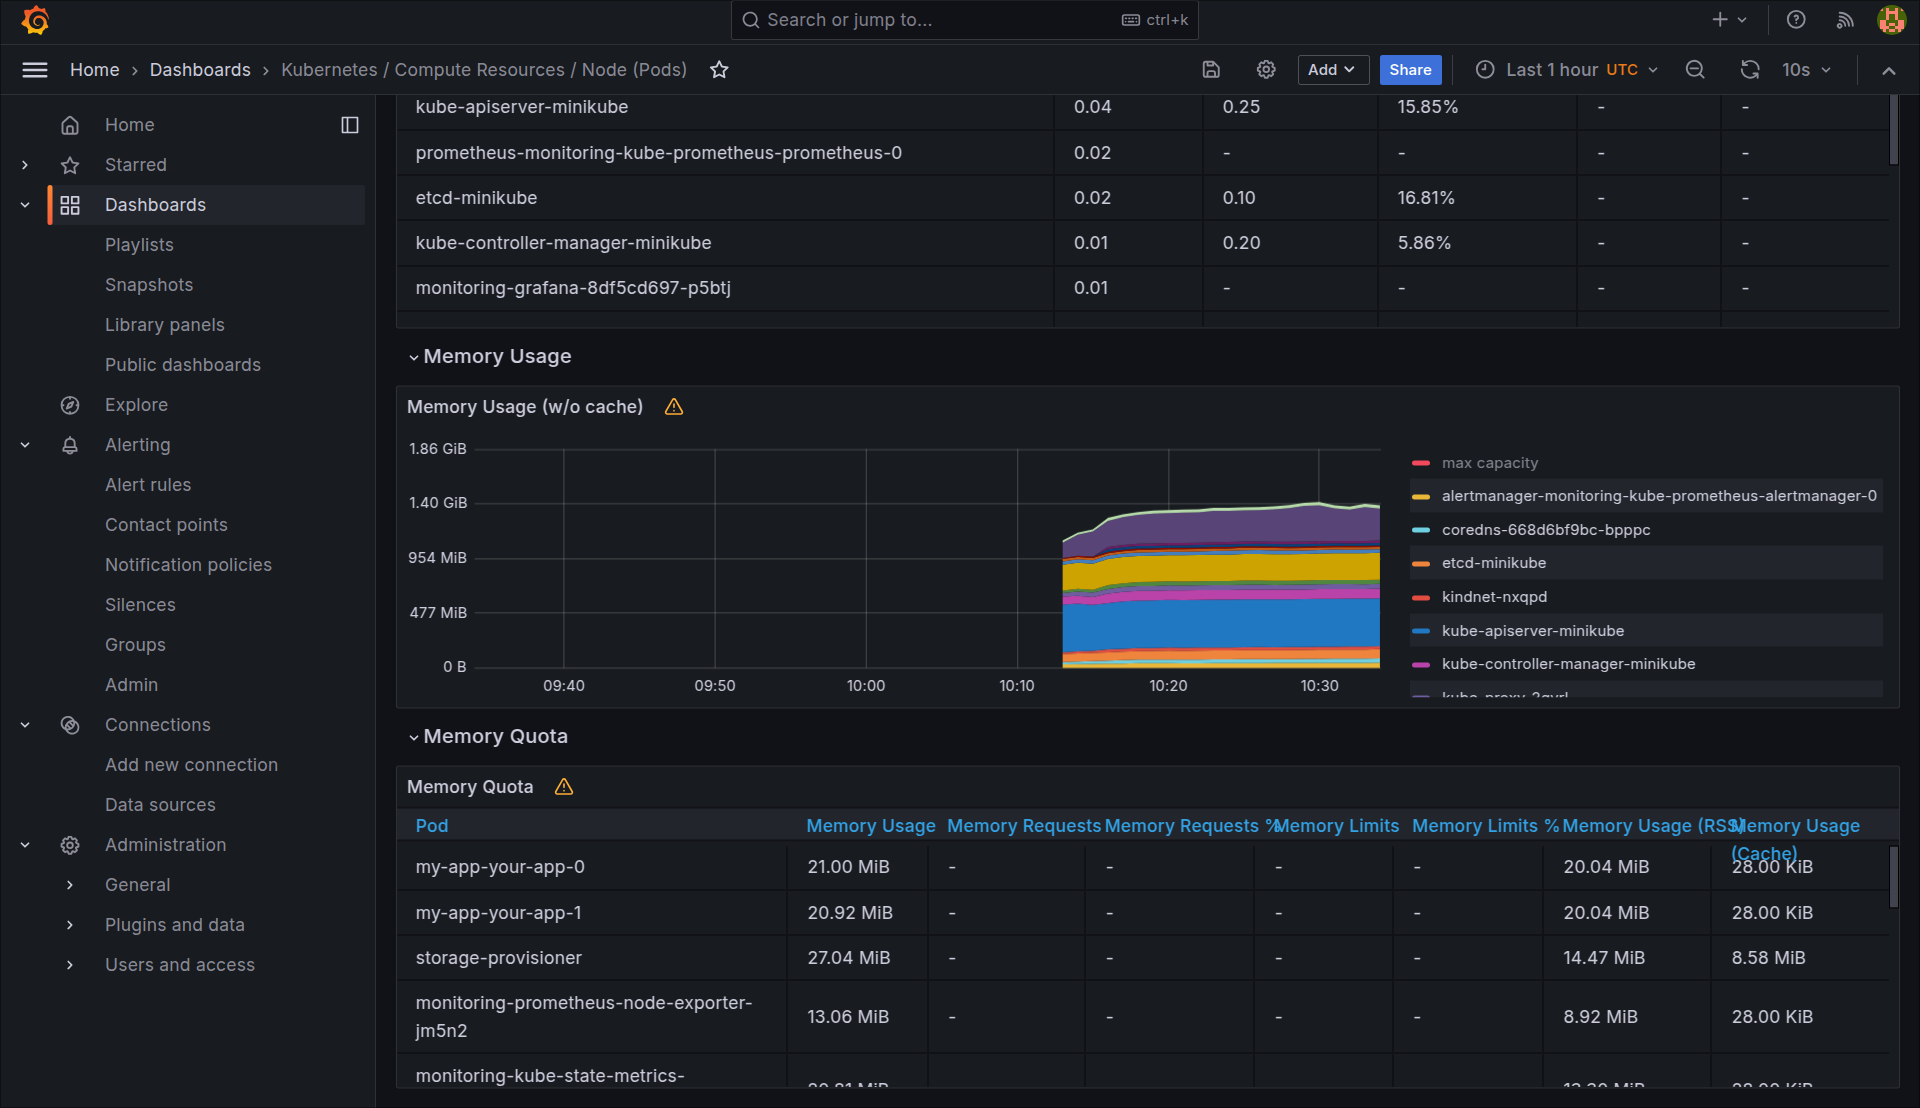 Search or jump to... ctrl+k
Home › Dashboards › Kubernetes / Compute Resources / Node (Pods) Add Share Last 1 hour UTC 10s
Home
Starred
Dashboards
Playlists
Snapshots
Library panels
Public dashboards
Explore
Alerting
Alert rules
Contact points
Notification policies
Silences
Groups
Admin
Connections
Add new connection
Data sources
Administration
General
Plugins and data
Users and access
kube-apiserver-minikube 0.04 0.25 15.85% - -
prometheus-monitoring-kube-prometheus-prometheus-0 0.02 - - - -
etcd-minikube 0.02 0.10 16.81% - -
kube-controller-manager-minikube 0.01 0.20 5.86% - -
monitoring-grafana-8df5cd697-p5btj 0.01 - - - -
Memory Usage
Memory Usage (w/o cache)
1.86 GiB
1.40 GiB
954 MiB
477 MiB
0 B
09:40 09:50 10:00 10:10 10:20 10:30
max capacity
alertmanager-monitoring-kube-prometheus-alertmanager-0
coredns-668d6bf9bc-bpppc
etcd-minikube
kindnet-nxqpd
kube-apiserver-minikube
kube-controller-manager-minikube
Memory Quota
Memory Quota
Pod Memory Usage Memory Requests Memory Requests % Memory Limits Memory Limits % Memory Usage (RSS) Memory Usage
(Cache)
my-app-your-app-0 21.00 MiB - - - - 20.04 MiB 28.00 KiB
my-app-your-app-1 20.92 MiB - - - - 20.04 MiB 28.00 KiB
storage-provisioner 27.04 MiB - - - - 14.47 MiB 8.58 MiB
monitoring-prometheus-node-exporter-
jm5n2 13.06 MiB - - - - 8.92 MiB 28.00 KiB
monitoring-kube-state-metrics-